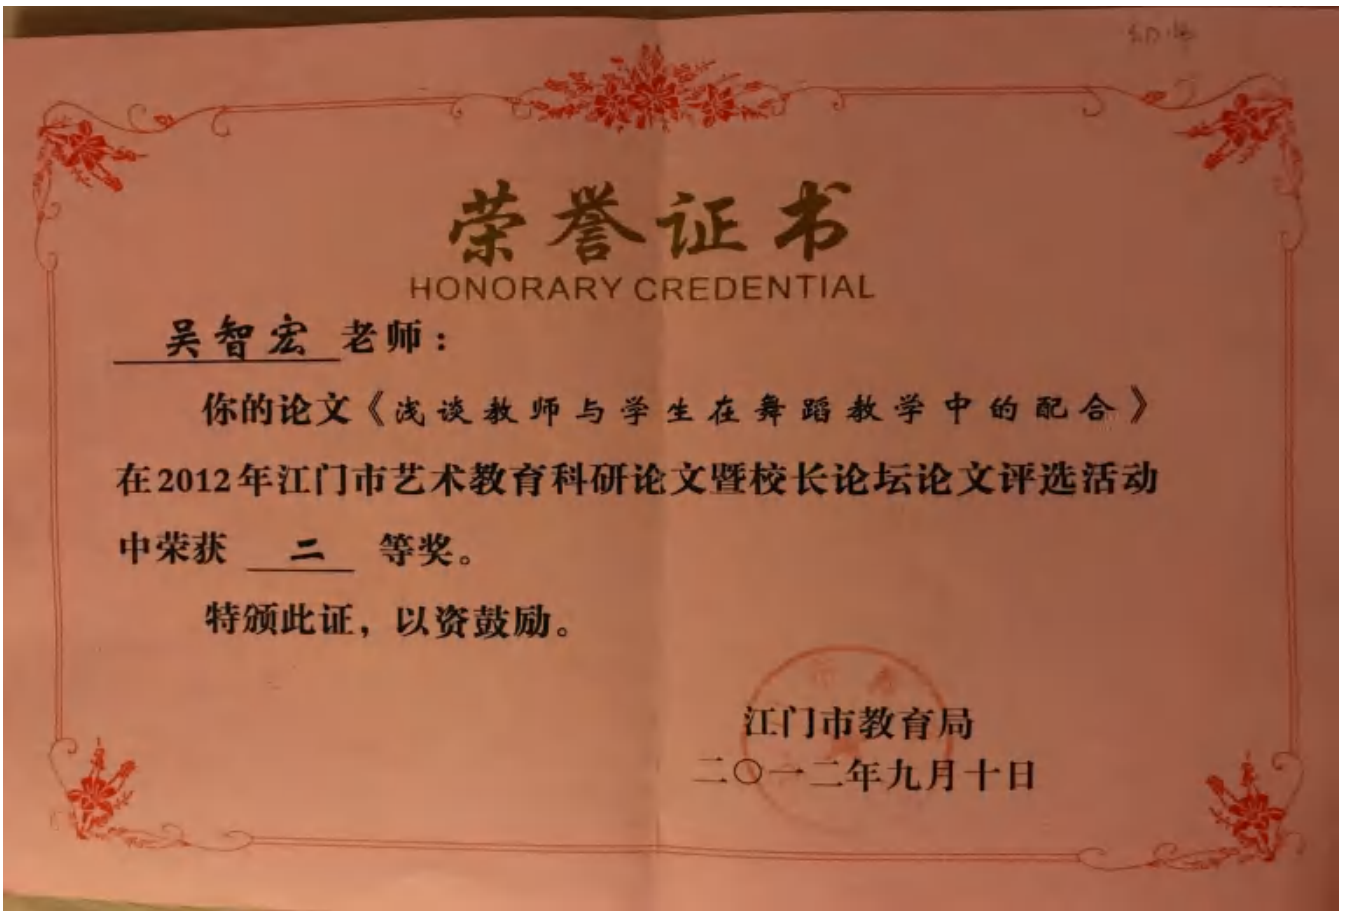 荣誉证书
HONORARY CREDENTIAL
吴智宏老师：
你的论文《浅谈教师与学生在舞蹈教学中的配合》
在2012年江门市艺术教育科研论文暨校长论坛论文评选活动
中荣获 二 等奖。
特颁此证，以资鼓励。
江门市教育局
二〇一二年九月十日